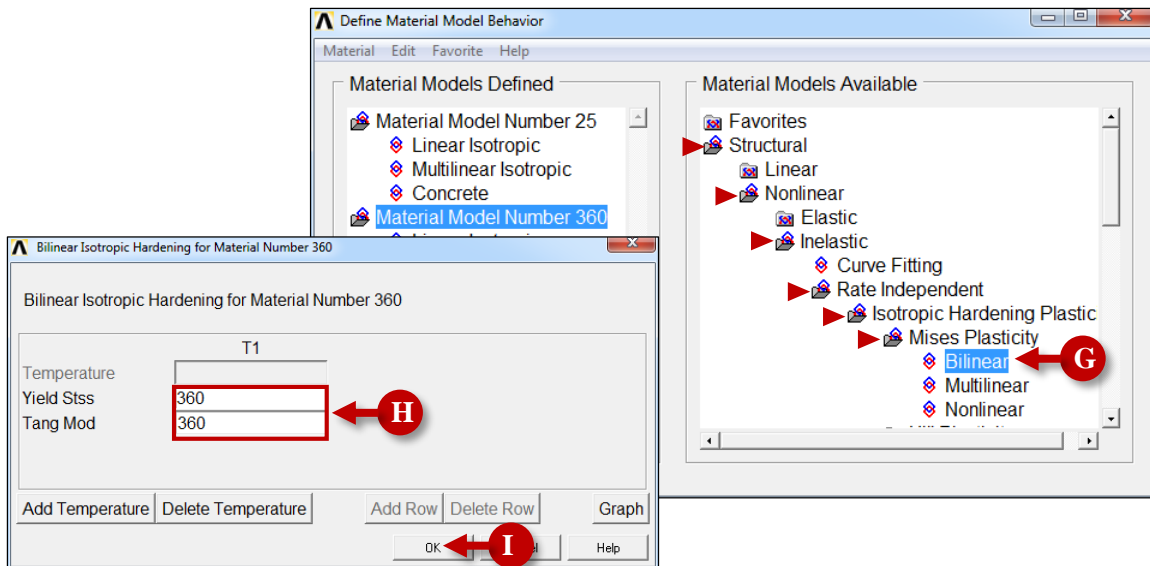 Define Material Model Behavior
Material Edit Favorite Help
Material Models Defined
Material Model Number 25
Linear Isotropic
Multilinear Isotropic
Concrete
Material Model Number 360
Material Models Available
Favorites
Structural
Linear
Nonlinear
Elastic
Inelastic
Curve Fitting
Rate Independent
Isotropic Hardening Plastic
Mises Plasticity
Bilinear
G
Multilinear
Nonlinear
Bilinear Isotropic Hardening for Material Number 360
Bilinear Isotropic Hardening for Material Number 360
T1
Temperature
Yield Stss 360
Tang Mod 360
H
Add Temperature Delete Temperature Add Row Delete Row Graph
OK I Help